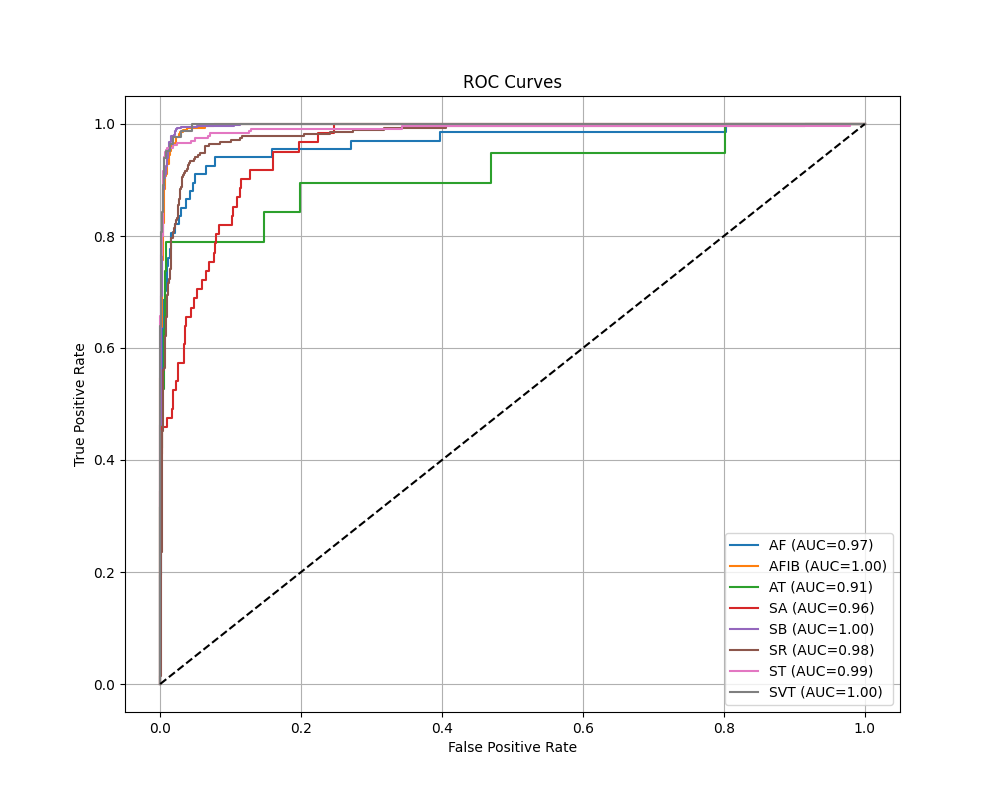 ROC Curves
True Positive Rate
1.0
0.8
0.6
0.4
0.2
0.0
0.0 0.2 0.4 0.6 0.8 1.0
False Positive Rate
AF (AUC=0.97)
AFIB (AUC=1.00)
AT (AUC=0.91)
SA (AUC=0.96)
SB (AUC=1.00)
SR (AUC=0.98)
ST (AUC=0.99)
SVT (AUC=1.00)